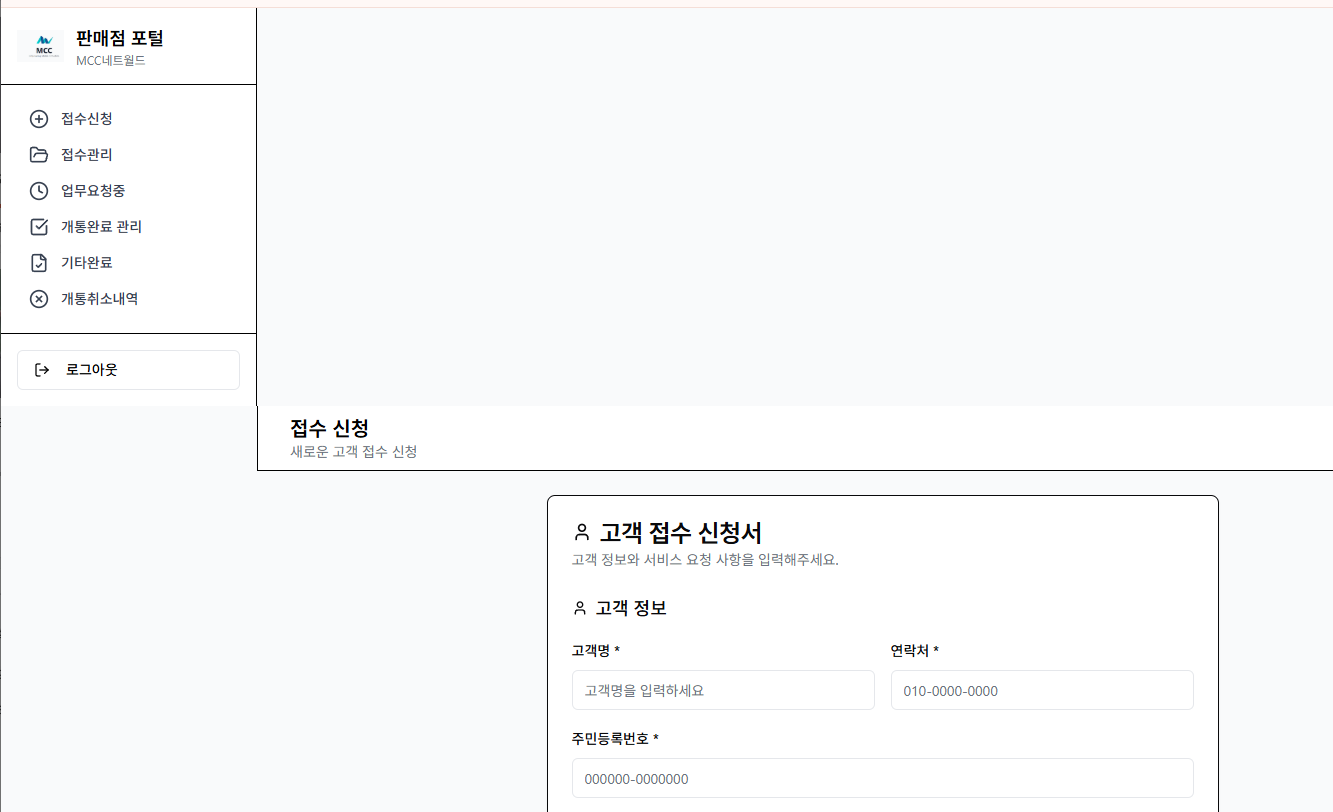 MCC
판매점 포털
MCC네트월드
접수신청
접수관리
업무요청중
개통완료 관리
기타완료
개통취소내역
로그아웃
접수 신청
새로운 고객 접수 신청
고객 접수 신청서
고객 정보와 서비스 요청 사항을 입력해주세요.
고객 정보
고객명 *
연락처 *
고객명을 입력하세요
010-0000-0000
주민등록번호 *
000000-0000000